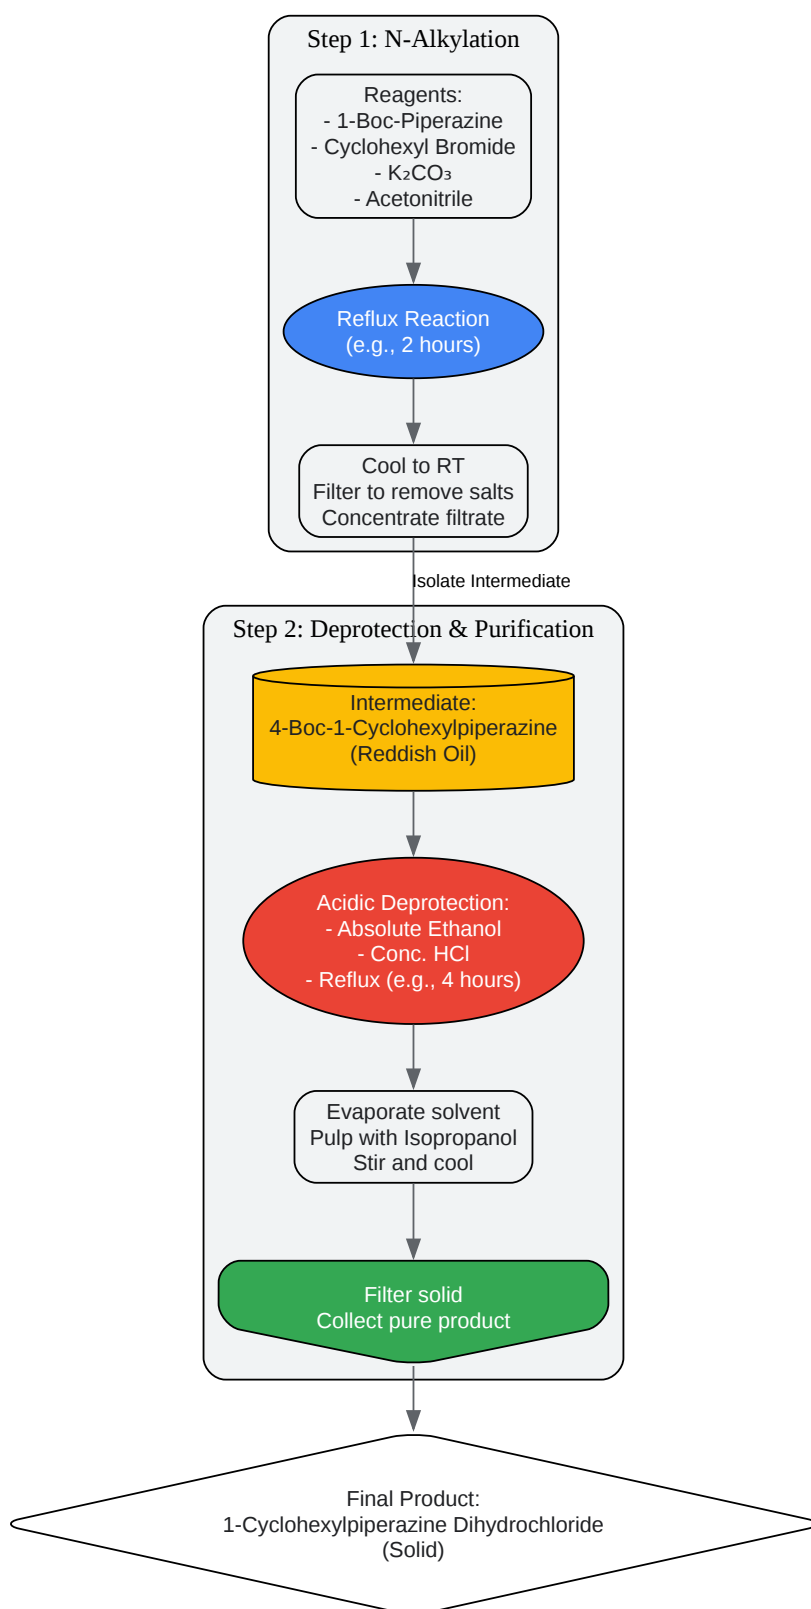 Step 1: N-Alkylation
Reagents:
- 1-Boc-Piperazine
- Cyclohexyl Bromide
- K₂CO₃
- Acetonitrile
Reflux Reaction
(e.g., 2 hours)
Cool to RT
Filter to remove salts
Concentrate filtrate
Isolate Intermediate
Step 2: Deprotection & Purification
Intermediate:
4-Boc-1-Cyclohexylpiperazine
(Reddish Oil)
Acidic Deprotection:
- Absolute Ethanol
- Conc. HCl
- Reflux (e.g., 4 hours)
Evaporate solvent
Pulp with Isopropanol
Stir and cool
Filter solid
Collect pure product
Final Product:
1-Cyclohexylpiperazine Dihydrochloride
(Solid)